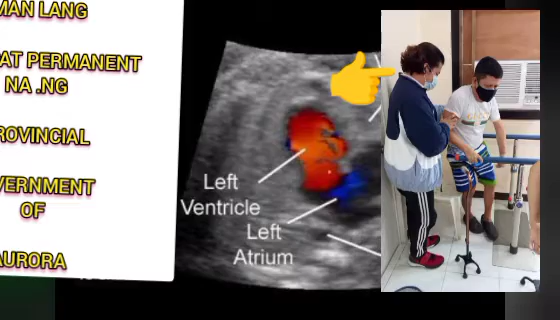 MAN LANG
AT PERMANENT
NA .NG
ROVINCIAL
VERNMENT
OF
AURORA
Left
Ventricle
Left
Atrium